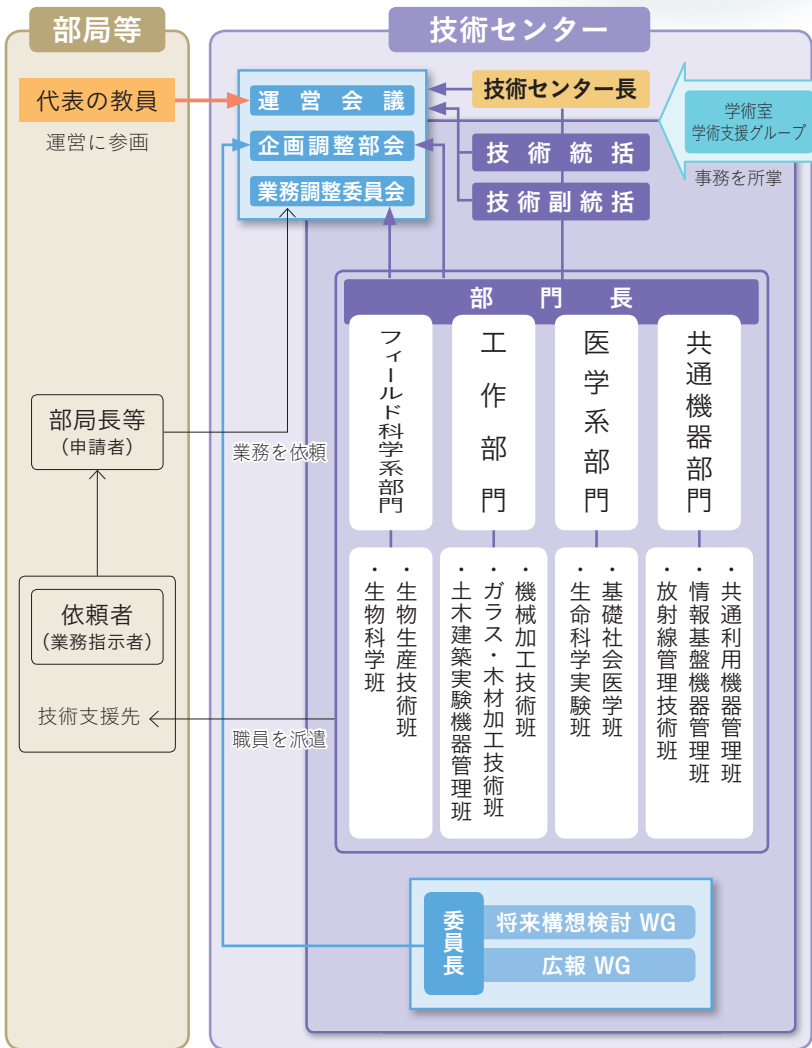 部局等
代表の教員
運営に参画
部局長等
(申請者)
依頼者
(業務指示者)
技術支援先
業務を依頼
職員を派遣
技術センター
運営会議
企画調整部会
業務調整委員会
技術センター長
技術統括
技術副統括
学術室
学術支援グループ
事務を所掌
部門長
フィールド科学系部門
工作部門
医学系部門
共通機器部門
・生物生産技術班
・生物科学班
・機械加工技術班
・ガラス・木材加工技術班
・土木建築実験機器管理班
・基礎社会医学班
・生命科学実験班
・共通利用機器管理班
・情報基盤機器管理班
・放射線管理技術班
委員長
将来構想検討 WG
広報 WG